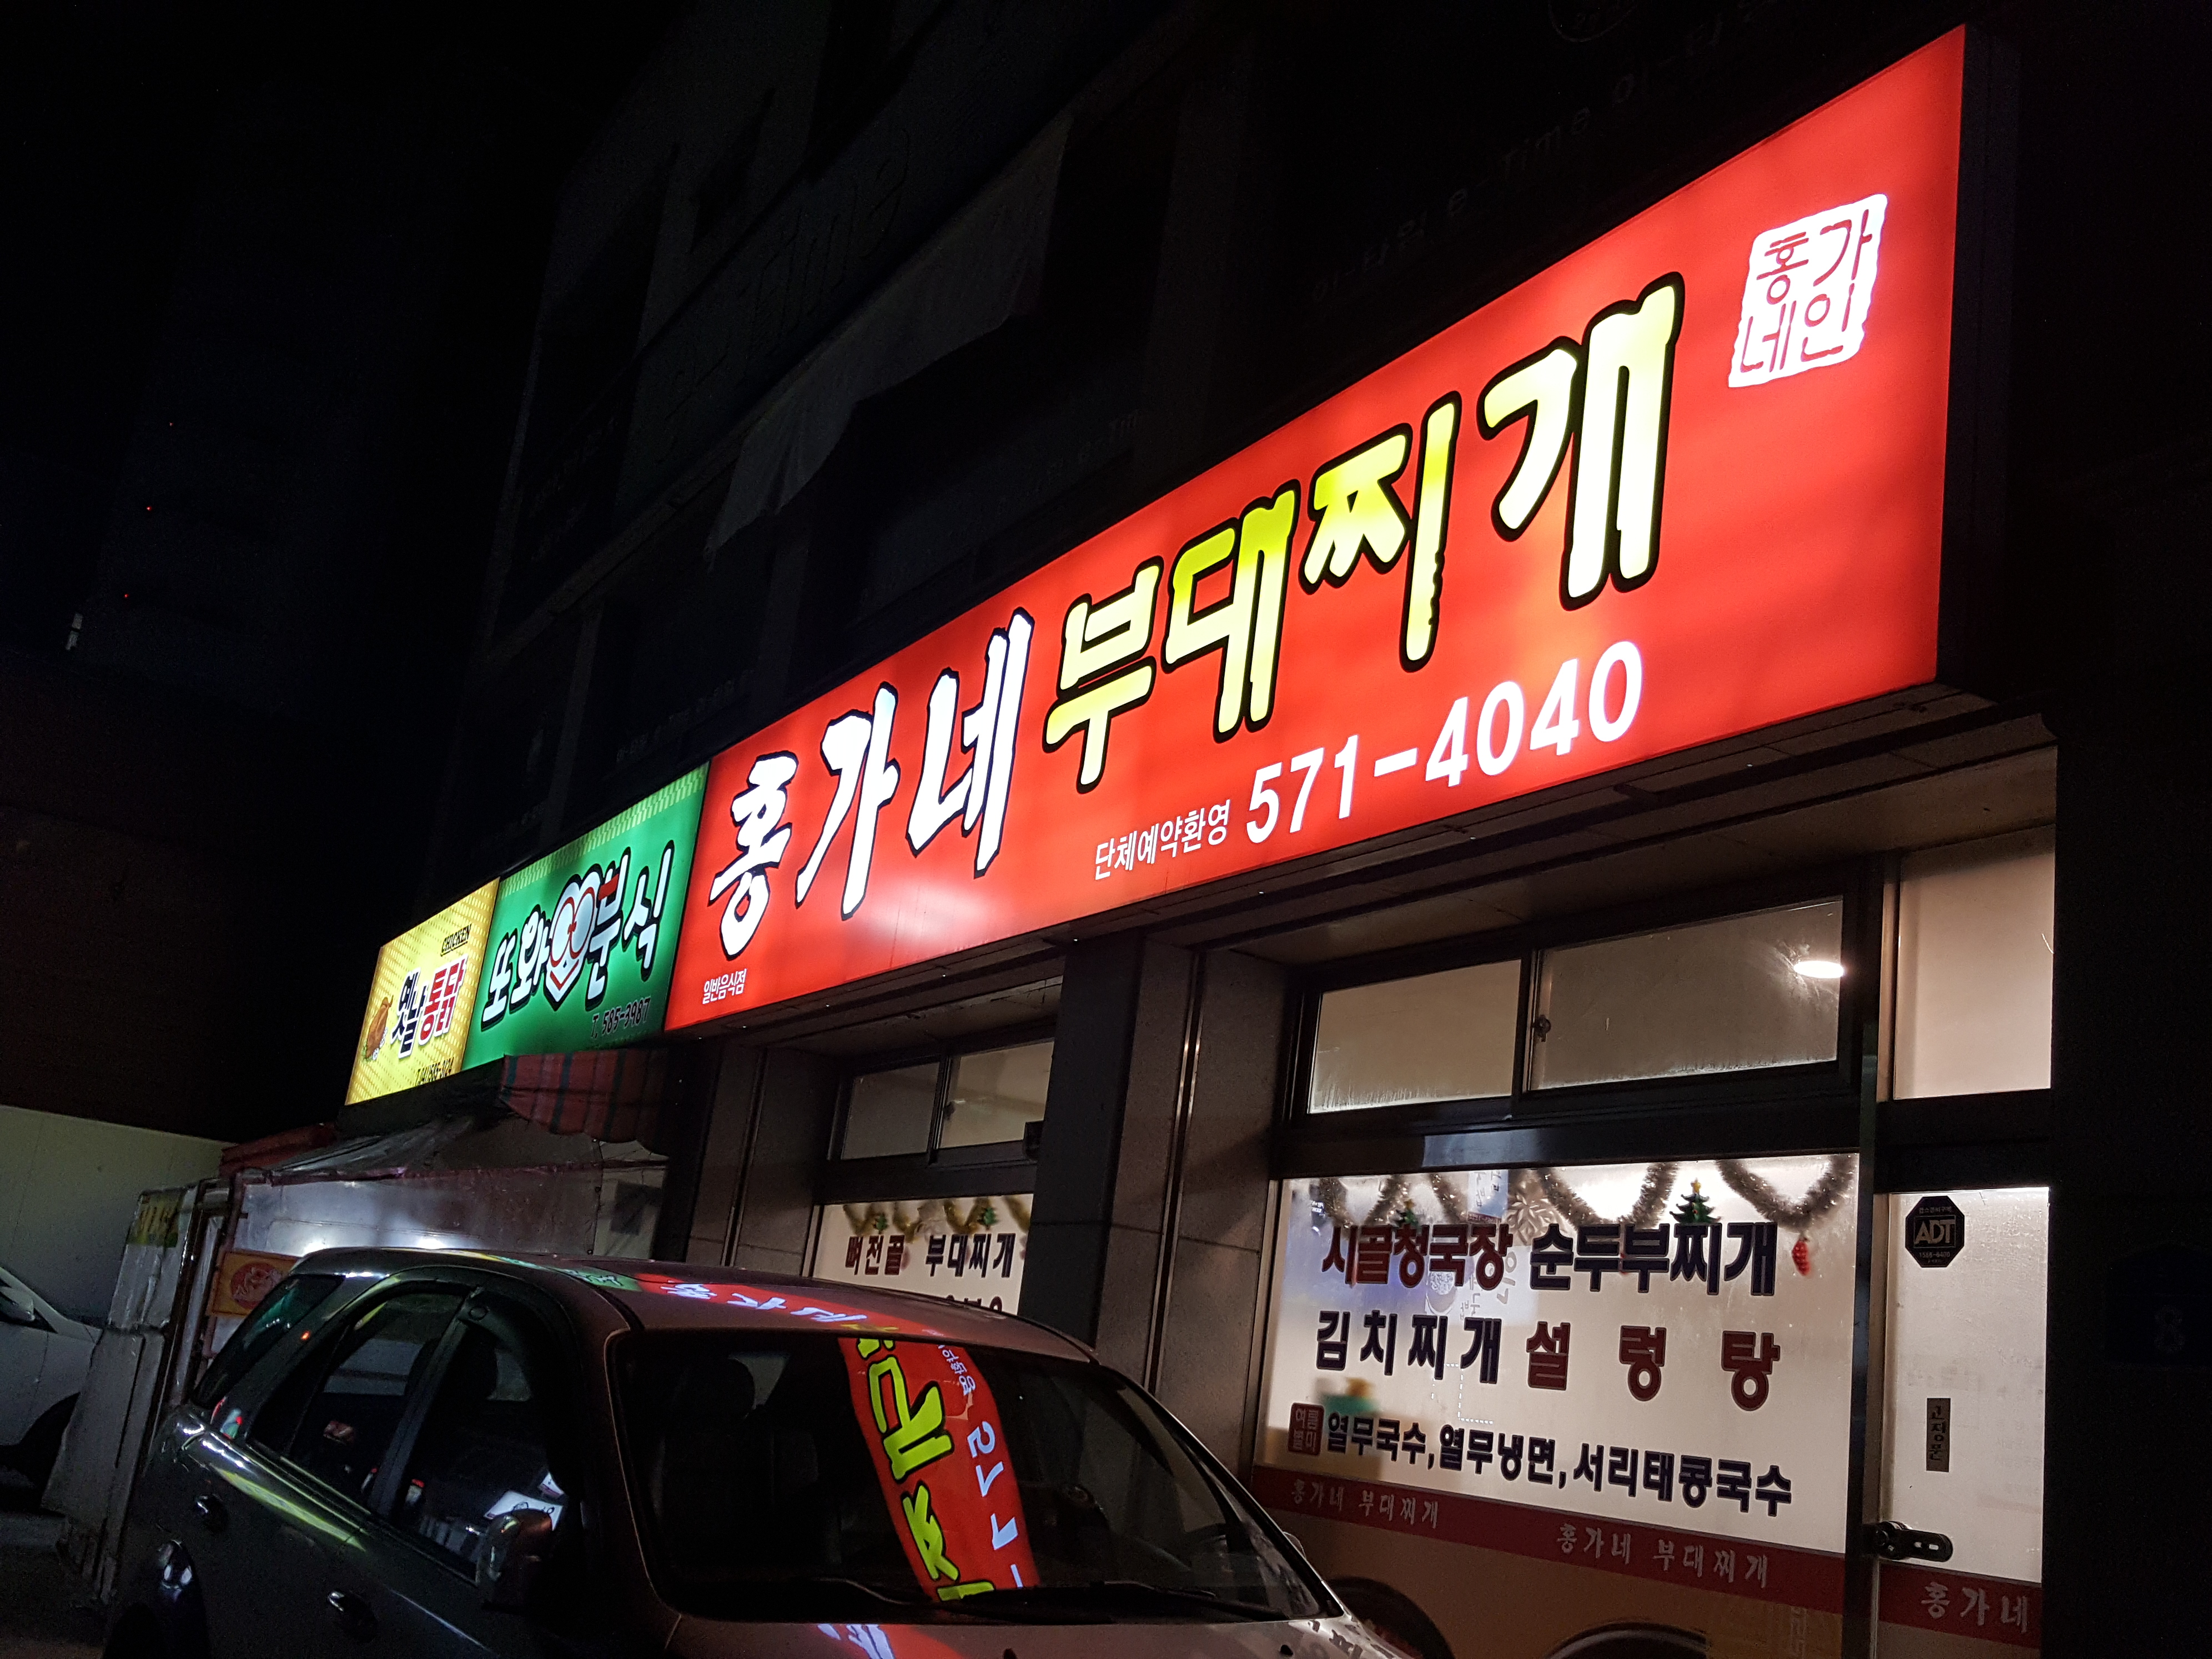 홍가
네인
홍가네 부대찌개
단체예약환영 571-4040
일반음식점
또와 분식
T. 585-3987
CHICKEN
옛날통닭
뼈전골 부대찌개
시골청국장 순두부찌개
김치찌개 설렁탕
여름
별미
열무국수, 열무냉면, 서리태콩국수
홍가네 부대찌개
홍가네 부대찌개
홍가네
ADT
고정문